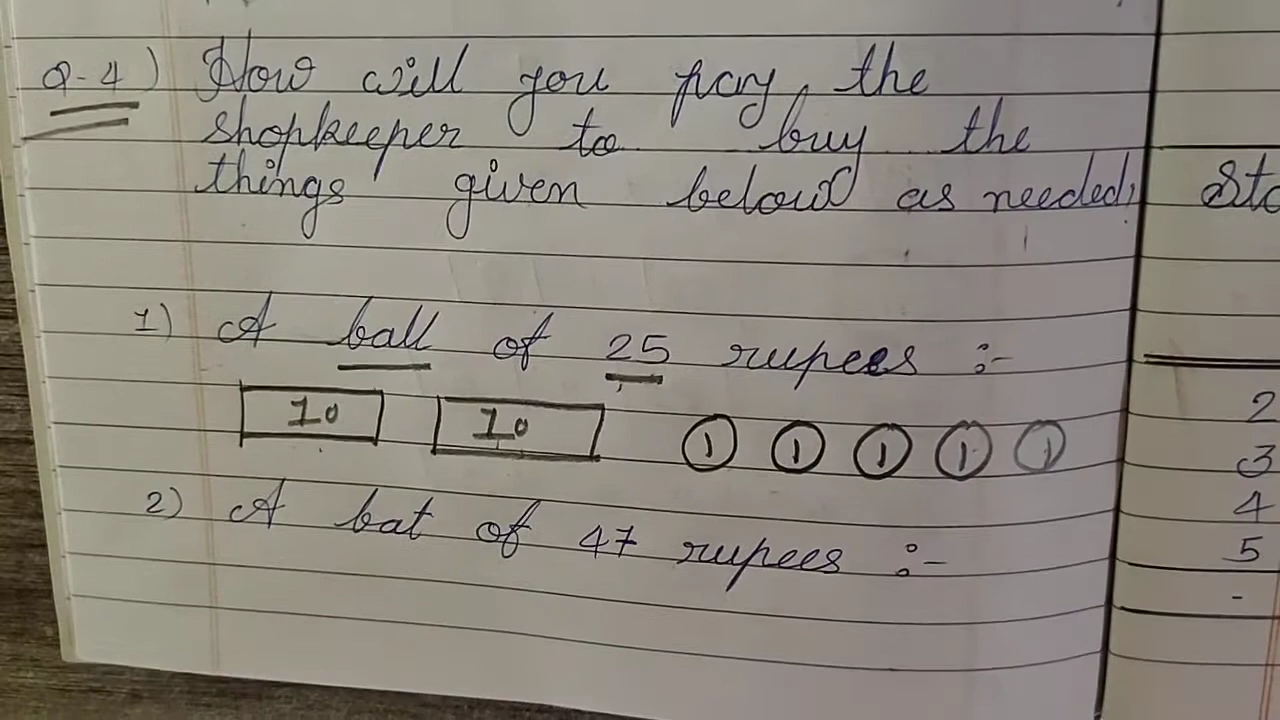 Q-4) How will you pay, the
shopkeeper to buy the
things given below as needed,
1) A ball of 25 rupees :-
10 10 1 1 1 1 1
2) A bat of 47 rupees :-
2
3
4
5
-